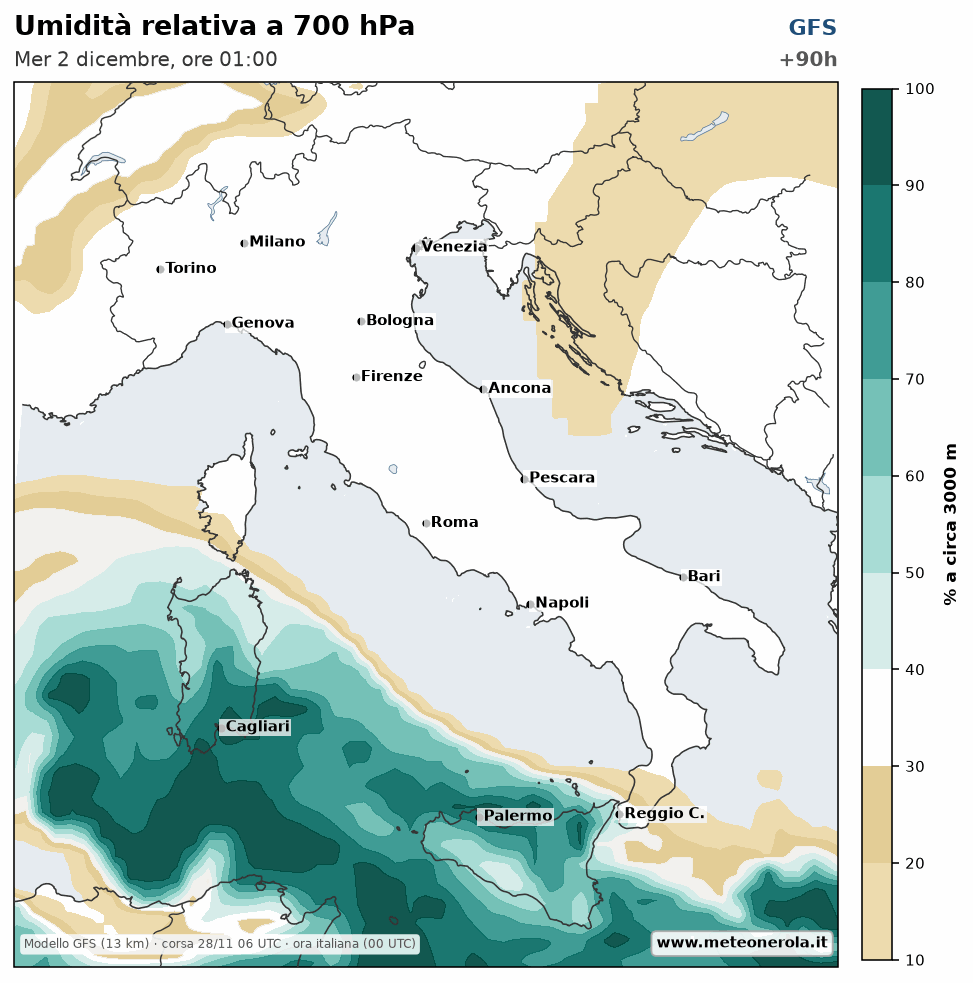 Umidità relativa a 700 hPa
GFS
Mer 2 dicembre, ore 01:00
+90h
Milano
Venezia
Torino
Genova
Bologna
Firenze
Ancona
Pescara
Roma
Bari
Napoli
Cagliari
Palermo
Reggio C.
100
90
80
70
60
50
40
30
20
10
% a circa 3000 m
Modello GFS (13 km) · corsa 28/11 06 UTC · ora italiana (00 UTC)
www.meteonerola.it